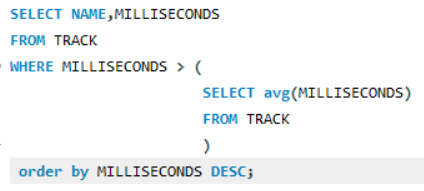 SELECT NAME,MILLISECONDS
FROM TRACK
WHERE MILLISECONDS > (
SELECT avg(MILLISECONDS)
FROM TRACK
)
order by MILLISECONDS DESC;